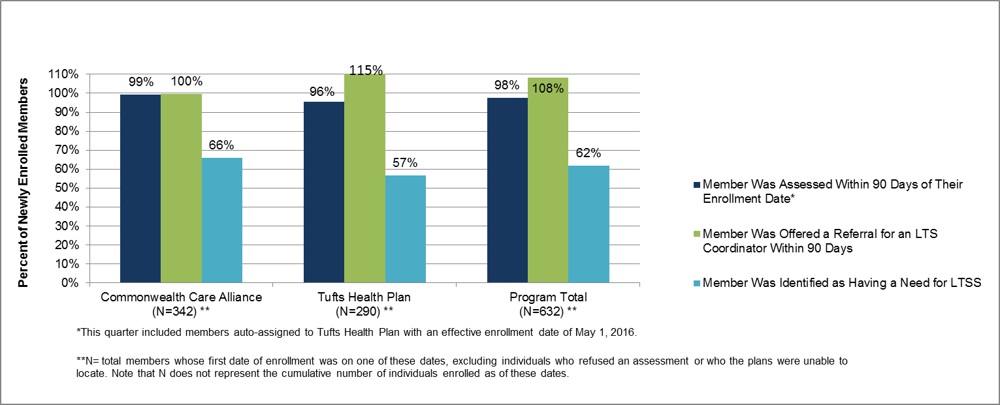 Percent of Newly Enrolled Members
110%
100%
90%
80%
70%
60%
50%
40%
30%
20%
10%
0%
99%
100%
66%
115%
96%
57%
98%
108%
62%
Commonwealth Care Alliance
(N=342) **
Tufts Health Plan
(N=290) **
Program Total
(N=632) **
Member Was Assessed Within 90 Days of Their
Enrollment Date*
Member Was Offered a Referral for an LTS
Coordinator Within 90 Days
Member Was Identified as Having a Need for LTSS
*This quarter included members auto-assigned to Tufts Health Plan with an effective enrollment date of May 1, 2016.
**N= total members whose first date of enrollment was on one of these dates, excluding individuals who refused an assessment or who the plans were unable to
locate. Note that N does not represent the cumulative number of individuals enrolled as of these dates.